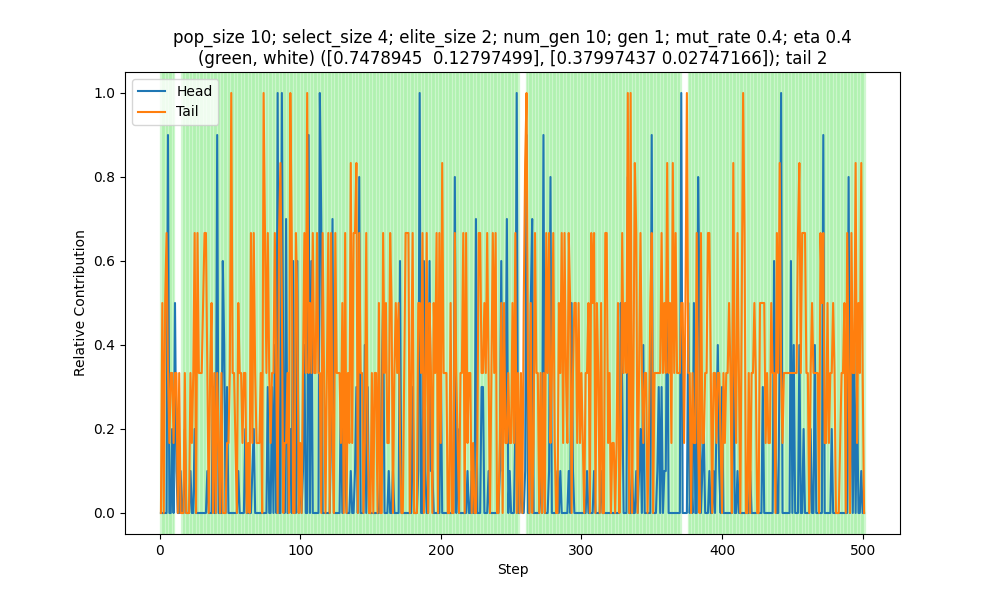 pop_size 10; select_size 4; elite_size 2; num_gen 10; gen 1; mut_rate 0.4; eta 0.4
(green, white) ([0.7478945  0.12797499], [0.37997437 0.02747166]); tail 2
Head
Tail
1.0
0.8
0.6
0.4
0.2
0.0
Relative Contribution
0
100
200
300
400
500
Step